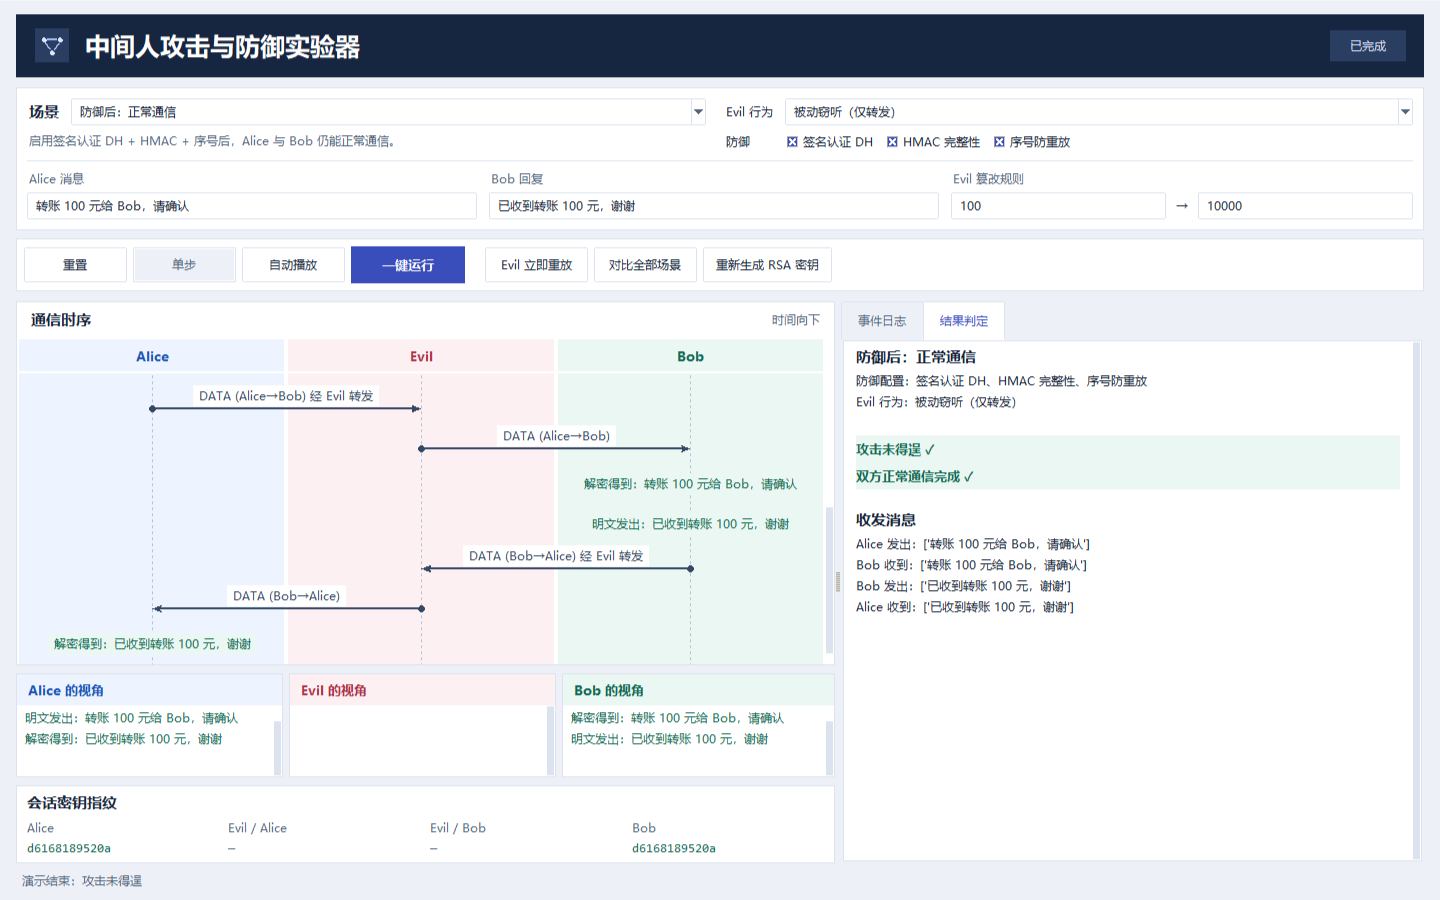 中间人攻击与防御实验器
已完成
场景
防御后：正常通信
Evil 行为
被动窃听（仅转发）
启用签名认证 DH + HMAC + 序号后，Alice 与 Bob 仍能正常通信。
防御
签名认证 DH
HMAC 完整性
序号防重放
Alice 消息
Bob 回复
Evil 篡改规则
转账 100 元给 Bob，请确认
已收到转账 100 元，谢谢
100
→
10000
重置
单步
自动播放
一键运行
Evil 立即重放
对比全部场景
重新生成 RSA 密钥
通信时序
时间向下
Alice
Evil
Bob
DATA (Alice→Bob) 经 Evil 转发
DATA (Alice→Bob)
解密得到：转账 100 元给 Bob，请确认
明文发出：已收到转账 100 元，谢谢
DATA (Bob→Alice) 经 Evil 转发
DATA (Bob→Alice)
解密得到：已收到转账 100 元，谢谢
Alice 的视角
明文发出：转账 100 元给 Bob，请确认
解密得到：已收到转账 100 元，谢谢
Evil 的视角
Bob 的视角
解密得到：转账 100 元给 Bob，请确认
明文发出：已收到转账 100 元，谢谢
会话密钥指纹
Alice
Evil / Alice
Evil / Bob
Bob
d6168189520a
—
—
d6168189520a
演示结束：攻击未得逞
事件日志
结果判定
防御后：正常通信
防御配置：签名认证 DH、HMAC 完整性、序号防重放
Evil 行为：被动窃听（仅转发）
攻击未得逞 ✓
双方正常通信完成 ✓
收发消息
Alice 发出：['转账 100 元给 Bob，请确认']
Bob 收到：['转账 100 元给 Bob，请确认']
Bob 发出：['已收到转账 100 元，谢谢']
Alice 收到：['已收到转账 100 元，谢谢']